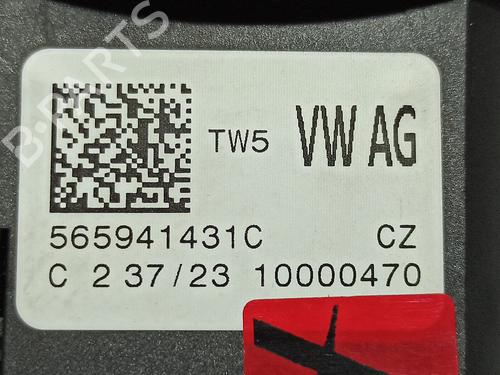 B-PARTS
TW5 VW AG
565941431C CZ
C 2 37/23 10000470